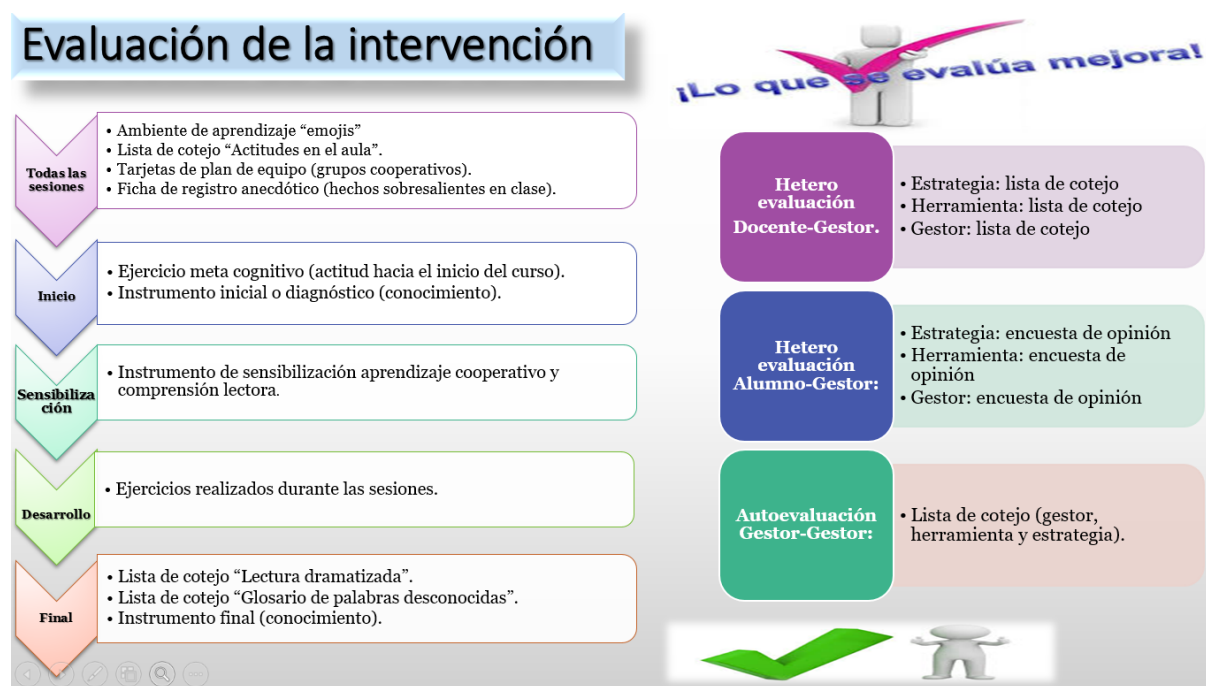 Evaluación de la intervención
¡Lo que se evalúa mejora!
Todas las
sesiones
• Ambiente de aprendizaje “emojis”
• Lista de cotejo “Actitudes en el aula”.
• Tarjetas de plan de equipo (grupos cooperativos).
• Ficha de registro anecdótico (hechos sobresalientes en clase).
Inicio
• Ejercicio meta cognitivo (actitud hacia el inicio del curso).
• Instrumento inicial o diagnóstico (conocimiento).
Sensibiliza
ción
• Instrumento de sensibilización aprendizaje cooperativo y
comprensión lectora.
Desarrollo
• Ejercicios realizados durante las sesiones.
Final
• Lista de cotejo “Lectura dramatizada”.
• Lista de cotejo “Glosario de palabras desconocidas”.
• Instrumento final (conocimiento).
Hetero
evaluación
Docente-Gestor.
• Estrategia: lista de cotejo
• Herramienta: lista de cotejo
• Gestor: lista de cotejo
Hetero
evaluación
Alumno-Gestor:
• Estrategia: encuesta de opinión
• Herramienta: encuesta de
opinión
• Gestor: encuesta de opinión
Autoevaluación
Gestor-Gestor:
• Lista de cotejo (gestor,
herramienta y estrategia).